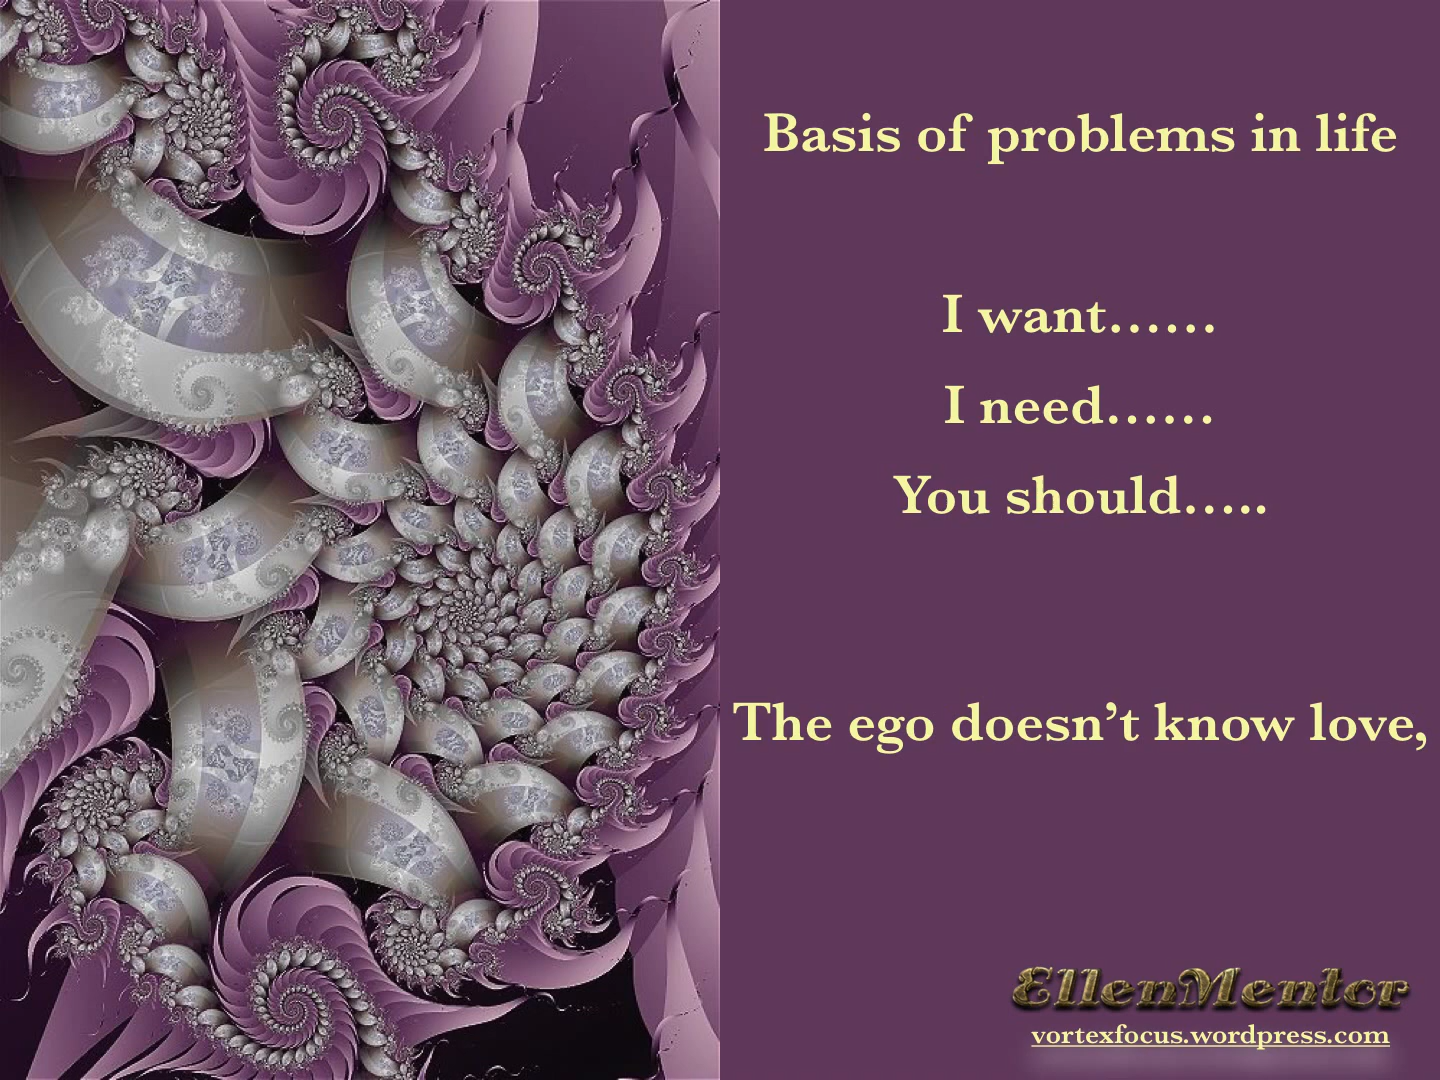 Basis of problems in life
I want……
I need……
You should…..
The ego doesn’t know love,
EllenMentor
vortexfocus.wordpress.com